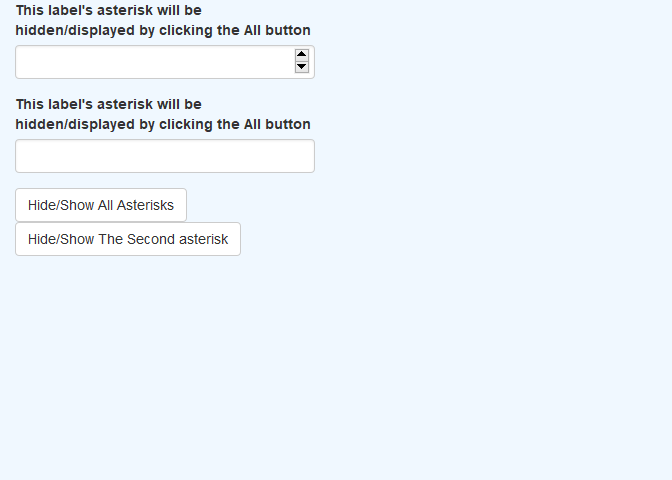 This label's asterisk will be
hidden/displayed by clicking the All button
This label's asterisk will be
hidden/displayed by clicking the All button
Hide/Show All Asterisks
Hide/Show The Second asterisk